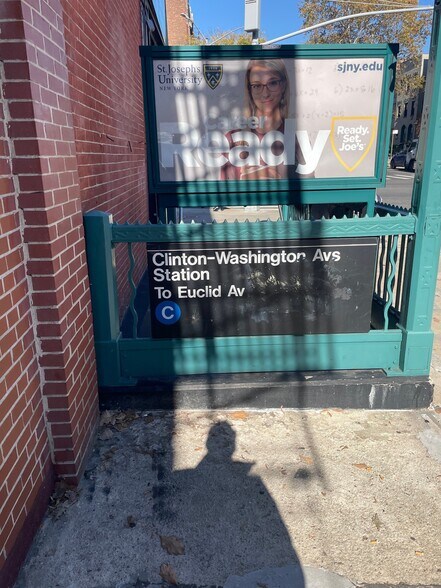 St. Joseph's
University
NEW YORK
sjny.edu
Ready
Ready.
Set.
Joe's
Clinton-Washington Avs
Station
To Euclid Av
C